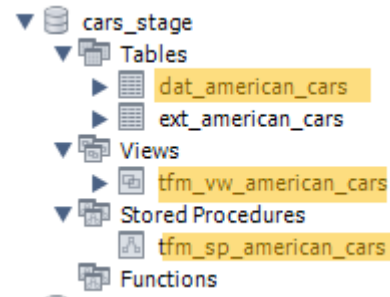 cars_stage
Tables
dat_american_cars
ext_american_cars
Views
tfm_vw_american_cars
Stored Procedures
tfm_sp_american_cars
Functions